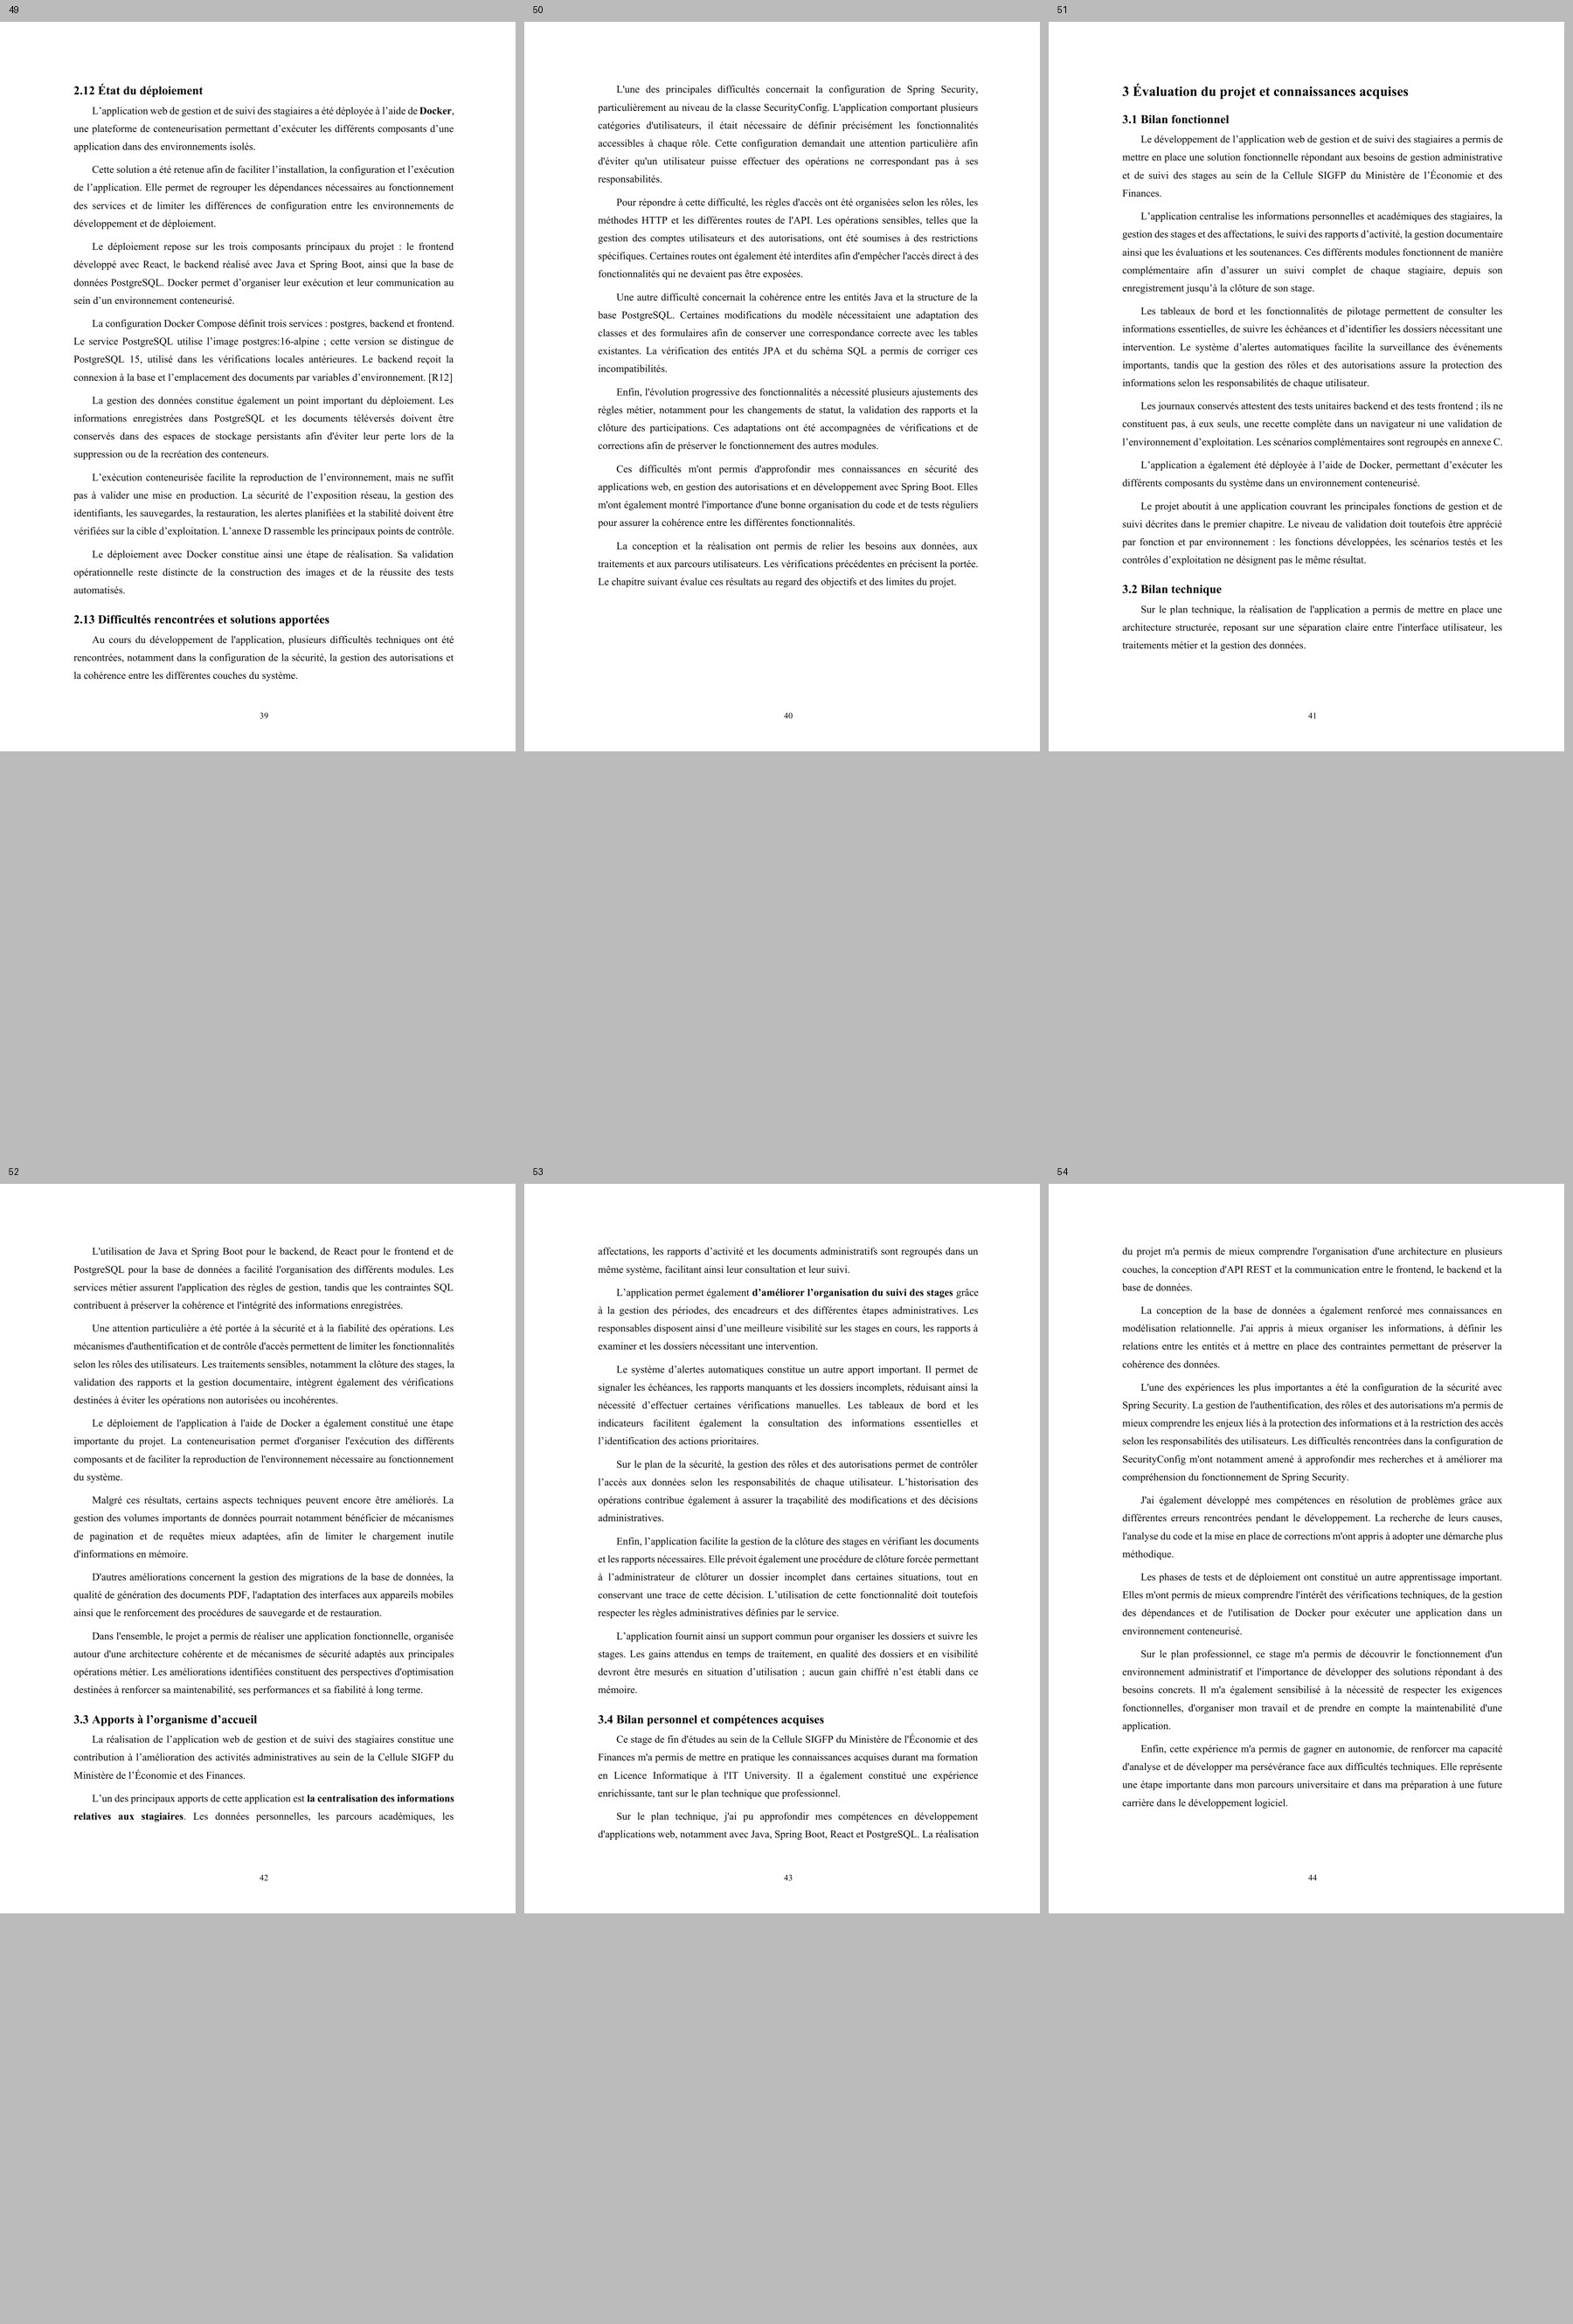 49
2.12 État du déploiement
L’application web de gestion et de suivi des stagiaires a été déployée à l’aide de Docker,
une plateforme de conteneurisation permettant d’exécuter les différents composants d’une
application dans des environnements isolés.
Cette solution a été retenue afin de faciliter l’installation, la configuration et l’exécution
de l’application. Elle permet de regrouper les dépendances nécessaires au fonctionnement
des services et de limiter les différences de configuration entre les environnements de
développement et de déploiement.
Le déploiement repose sur les trois composants principaux du projet : le frontend
développé avec React, le backend réalisé avec Java et Spring Boot, ainsi que la base de
données PostgreSQL. Docker permet d’organiser leur exécution et leur communication au
sein d’un environnement conteneurisé.
La configuration Docker Compose définit trois services : postgres, backend et frontend.
Le service PostgreSQL utilise l’image postgres:16-alpine ; cette version se distingue de
PostgreSQL 15, utilisé dans les vérifications locales antérieures. Le backend reçoit la
connexion à la base et l’emplacement des documents par variables d’environnement. [R12]
La gestion des données constitue également un point important du déploiement. Les
informations enregistrées dans PostgreSQL et les documents téléversés doivent être
conservés dans des espaces de stockage persistants afin d'éviter leur perte lors de la
suppression ou de la recréation des conteneurs.
L’exécution conteneurisée facilite la reproduction de l’environnement, mais ne suffit
pas à valider une mise en production. La sécurité de l’exposition réseau, la gestion des
identifiants, les sauvegardes, la restauration, les alertes planifiées et la stabilité doivent être
vérifiées sur la cible d’exploitation. L’annexe D rassemble les principaux points de contrôle.
Le déploiement avec Docker constitue ainsi une étape de réalisation. Sa validation
opérationnelle reste distincte de la construction des images et de la réussite des tests
automatisés.
2.13 Difficultés rencontrées et solutions apportées
Au cours du développement de l'application, plusieurs difficultés techniques ont été
rencontrées, notamment dans la configuration de la sécurité, la gestion des autorisations et
la cohérence entre les différentes couches du système.
39
50
L'une des principales difficultés concernait la configuration de Spring Security,
particulièrement au niveau de la classe SecurityConfig. L'application comportant plusieurs
catégories d'utilisateurs, il était nécessaire de définir précisément les fonctionnalités
accessibles à chaque rôle. Cette configuration demandait une attention particulière afin
d'éviter qu'un utilisateur puisse effectuer des opérations ne correspondant pas à ses
responsabilités.
Pour répondre à cette difficulté, les règles d'accès ont été organisées selon les rôles, les
méthodes HTTP et les différentes routes de l'API. Les opérations sensibles, telles que la
gestion des comptes utilisateurs et des autorisations, ont été soumises à des restrictions
spécifiques. Certaines routes ont également été interdites afin d'empêcher l'accès direct à des
fonctionnalités qui ne devaient pas être exposées.
Une autre difficulté concernait la cohérence entre les entités Java et la structure de la
base PostgreSQL. Certaines modifications du modèle nécessitaient une adaptation des
classes et des formulaires afin de conserver une correspondance correcte avec les tables
existantes. La vérification des entités JPA et du schéma SQL a permis de corriger ces
incompatibilités.
Enfin, l'évolution progressive des fonctionnalités a nécessité plusieurs ajustements des
règles métier, notamment pour les changements de statut, la validation des rapports et la
clôture des participations. Ces adaptations ont été accompagnées de vérifications et de
corrections afin de préserver le fonctionnement des autres modules.
Ces difficultés m'ont permis d'approfondir mes connaissances en sécurité des
applications web, en gestion des autorisations et en développement avec Spring Boot. Elles
m'ont également montré l'importance d'une bonne organisation du code et de tests réguliers
pour assurer la cohérence entre les différentes fonctionnalités.
La conception et la réalisation ont permis de relier les besoins aux données, aux
traitements et aux parcours utilisateurs. Les vérifications précédentes en précisent la portée.
Le chapitre suivant évalue ces résultats au regard des objectifs et des limites du projet.
40
51
3 Évaluation du projet et connaissances acquises
3.1 Bilan fonctionnel
Le développement de l’application web de gestion et de suivi des stagiaires a permis de
mettre en place une solution fonctionnelle répondant aux besoins de gestion administrative
et de suivi des stages au sein de la Cellule SIGFP du Ministère de l’Économie et des
Finances.
L’application centralise les informations personnelles et académiques des stagiaires, la
gestion des stages et des affectations, le suivi des rapports d’activité, la gestion documentaire
ainsi que les évaluations et les soutenances. Ces différents modules fonctionnent de manière
complémentaire afin d’assurer un suivi complet de chaque stagiaire, depuis son
enregistrement jusqu’à la clôture de son stage.
Les tableaux de bord et les fonctionnalités de pilotage permettent de consulter les
informations essentielles, de suivre les échéances et d’identifier les dossiers nécessitant une
intervention. Le système d’alertes automatiques facilite la surveillance des événements
importants, tandis que la gestion des rôles et des autorisations assure la protection des
informations selon les responsabilités de chaque utilisateur.
Les journaux conservés attestent des tests unitaires backend et des tests frontend ; ils ne
constituent pas, à eux seuls, une recette complète dans un navigateur ni une validation de
l’environnement d’exploitation. Les scénarios complémentaires sont regroupés en annexe C.
L’application a également été déployée à l’aide de Docker, permettant d’exécuter les
différents composants du système dans un environnement conteneurisé.
Le projet aboutit à une application couvrant les principales fonctions de gestion et de
suivi décrites dans le premier chapitre. Le niveau de validation doit toutefois être apprécié
par fonction et par environnement : les fonctions développées, les scénarios testés et les
contrôles d’exploitation ne désignent pas le même résultat.
3.2 Bilan technique
Sur le plan technique, la réalisation de l'application a permis de mettre en place une
architecture structurée, reposant sur une séparation claire entre l'interface utilisateur, les
traitements métier et la gestion des données.
41
52
L'utilisation de Java et Spring Boot pour le backend, de React pour le frontend et de
PostgreSQL pour la base de données a facilité l'organisation des différents modules. Les
services métier assurent l'application des règles de gestion, tandis que les contraintes SQL
contribuent à préserver la cohérence et l'intégrité des informations enregistrées.
Une attention particulière a été portée à la sécurité et à la fiabilité des opérations. Les
mécanismes d'authentification et de contrôle d'accès permettent de limiter les fonctionnalités
selon les rôles des utilisateurs. Les traitements sensibles, notamment la clôture des stages, la
validation des rapports et la gestion documentaire, intègrent également des vérifications
destinées à éviter les opérations non autorisées ou incohérentes.
Le déploiement de l'application à l'aide de Docker a également constitué une étape
importante du projet. La conteneurisation permet d'organiser l'exécution des différents
composants et de faciliter la reproduction de l'environnement nécessaire au fonctionnement
du système.
Malgré ces résultats, certains aspects techniques peuvent encore être améliorés. La
gestion des volumes importants de données pourrait notamment bénéficier de mécanismes
de pagination et de requêtes mieux adaptées, afin de limiter le chargement inutile
d'informations en mémoire.
D'autres améliorations concernent la gestion des migrations de la base de données, la
qualité de génération des documents PDF, l'adaptation des interfaces aux appareils mobiles
ainsi que le renforcement des procédures de sauvegarde et de restauration.
Dans l'ensemble, le projet a permis de réaliser une application fonctionnelle, organisée
autour d'une architecture cohérente et de mécanismes de sécurité adaptés aux principales
opérations métier. Les améliorations identifiées constituent des perspectives d'optimisation
destinées à renforcer sa maintenabilité, ses performances et sa fiabilité à long terme.
3.3 Apports à l’organisme d’accueil
La réalisation de l’application web de gestion et de suivi des stagiaires constitue une
contribution à l’amélioration des activités administratives au sein de la Cellule SIGFP du
Ministère de l’Économie et des Finances.
L’un des principaux apports de cette application est la centralisation des informations
relatives aux stagiaires. Les données personnelles, les parcours académiques, les
42
53
affectations, les rapports d’activité et les documents administratifs sont regroupés dans un
même système, facilitant ainsi leur consultation et leur suivi.
L’application permet également d’améliorer l’organisation du suivi des stages grâce
à la gestion des périodes, des encadreurs et des différentes étapes administratives. Les
responsables disposent ainsi d’une meilleure visibilité sur les stages en cours, les rapports à
examiner et les dossiers nécessitant une intervention.
Le système d’alertes automatiques constitue un autre apport important. Il permet de
signaler les échéances, les rapports manquants et les dossiers incomplets, réduisant ainsi la
nécessité d’effectuer certaines vérifications manuelles. Les tableaux de bord et les
indicateurs facilitent également la consultation des informations essentielles et
l’identification des actions prioritaires.
Sur le plan de la sécurité, la gestion des rôles et des autorisations permet de contrôler
l’accès aux données selon les responsabilités de chaque utilisateur. L’historisation des
opérations contribue également à assurer la traçabilité des modifications et des décisions
administratives.
Enfin, l’application facilite la gestion de la clôture des stages en vérifiant les documents
et les rapports nécessaires. Elle prévoit également une procédure de clôture forcée permettant
à l’administrateur de clôturer un dossier incomplet dans certaines situations, tout en
conservant une trace de cette décision. L’utilisation de cette fonctionnalité doit toutefois
respecter les règles administratives définies par le service.
L’application fournit ainsi un support commun pour organiser les dossiers et suivre les
stages. Les gains attendus en temps de traitement, en qualité des dossiers et en visibilité
devront être mesurés en situation d’utilisation ; aucun gain chiffré n’est établi dans ce
mémoire.
3.4 Bilan personnel et compétences acquises
Ce stage de fin d'études au sein de la Cellule SIGFP du Ministère de l'Économie et des
Finances m'a permis de mettre en pratique les connaissances acquises durant ma formation
en Licence Informatique à l'IT University. Il a également constitué une expérience
enrichissante, tant sur le plan technique que professionnel.
Sur le plan technique, j'ai pu approfondir mes compétences en développement
d'applications web, notamment avec Java, Spring Boot, React et PostgreSQL. La réalisation
43
54
du projet m'a permis de mieux comprendre l'organisation d'une architecture en plusieurs
couches, la conception d'API REST et la communication entre le frontend, le backend et la
base de données.
La conception de la base de données a également renforcé mes connaissances en
modélisation relationnelle. J'ai appris à mieux organiser les informations, à définir les
relations entre les entités et à mettre en place des contraintes permettant de préserver la
cohérence des données.
L'une des expériences les plus importantes a été la configuration de la sécurité avec
Spring Security. La gestion de l'authentification, des rôles et des autorisations m'a permis de
mieux comprendre les enjeux liés à la protection des informations et à la restriction des accès
selon les responsabilités des utilisateurs. Les difficultés rencontrées dans la configuration de
SecurityConfig m'ont notamment amené à approfondir mes recherches et à améliorer ma
compréhension du fonctionnement de Spring Security.
J'ai également développé mes compétences en résolution de problèmes grâce aux
différentes erreurs rencontrées pendant le développement. La recherche de leurs causes,
l'analyse du code et la mise en place de corrections m'ont appris à adopter une démarche plus
méthodique.
Les phases de tests et de déploiement ont constitué un autre apprentissage important.
Elles m'ont permis de mieux comprendre l'intérêt des vérifications techniques, de la gestion
des dépendances et de l'utilisation de Docker pour exécuter une application dans un
environnement conteneurisé.
Sur le plan professionnel, ce stage m'a permis de découvrir le fonctionnement d'un
environnement administratif et l'importance de développer des solutions répondant à des
besoins concrets. Il m'a également sensibilisé à la nécessité de respecter les exigences
fonctionnelles, d'organiser mon travail et de prendre en compte la maintenabilité d'une
application.
Enfin, cette expérience m'a permis de gagner en autonomie, de renforcer ma capacité
d'analyse et de développer ma persévérance face aux difficultés techniques. Elle représente
une étape importante dans mon parcours universitaire et dans ma préparation à une future
carrière dans le développement logiciel.
44